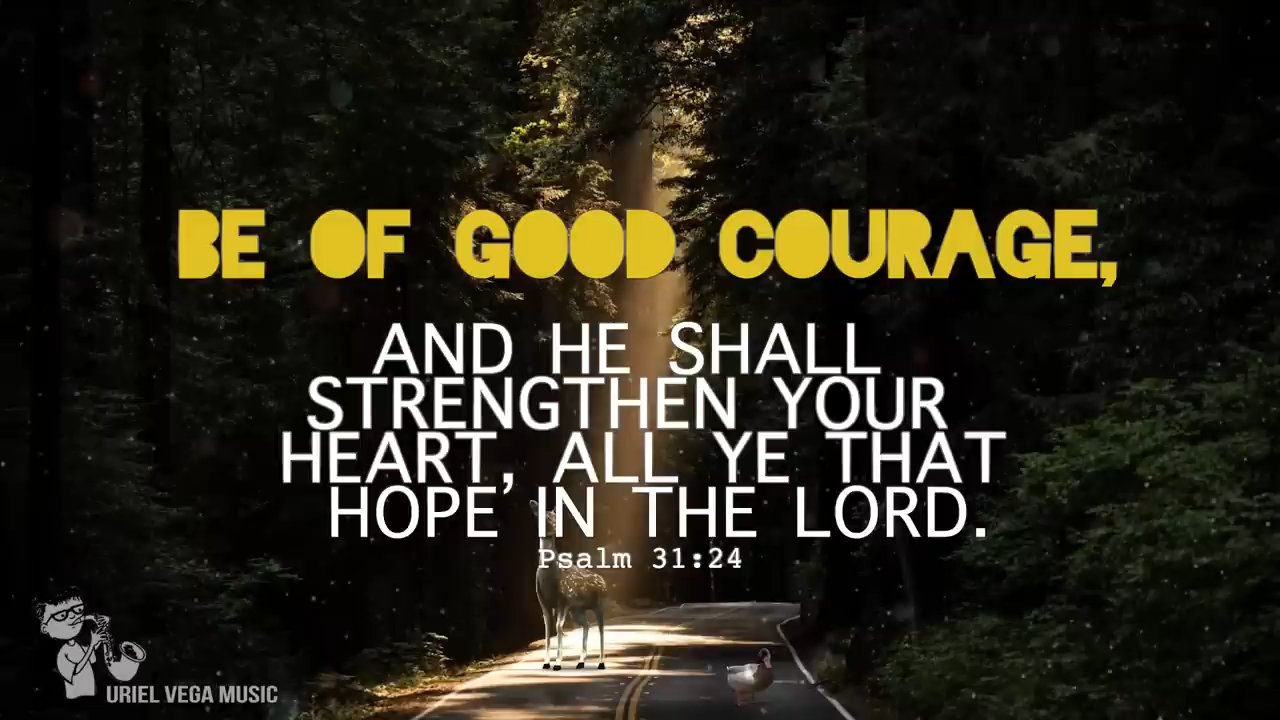 BE OF GOOD COURAGE,
AND HE SHALL
STRENGTHEN YOUR
HEART, ALL YE THAT
HOPE IN THE LORD.
Psalm 31:24
URIEL VEGA MUSIC